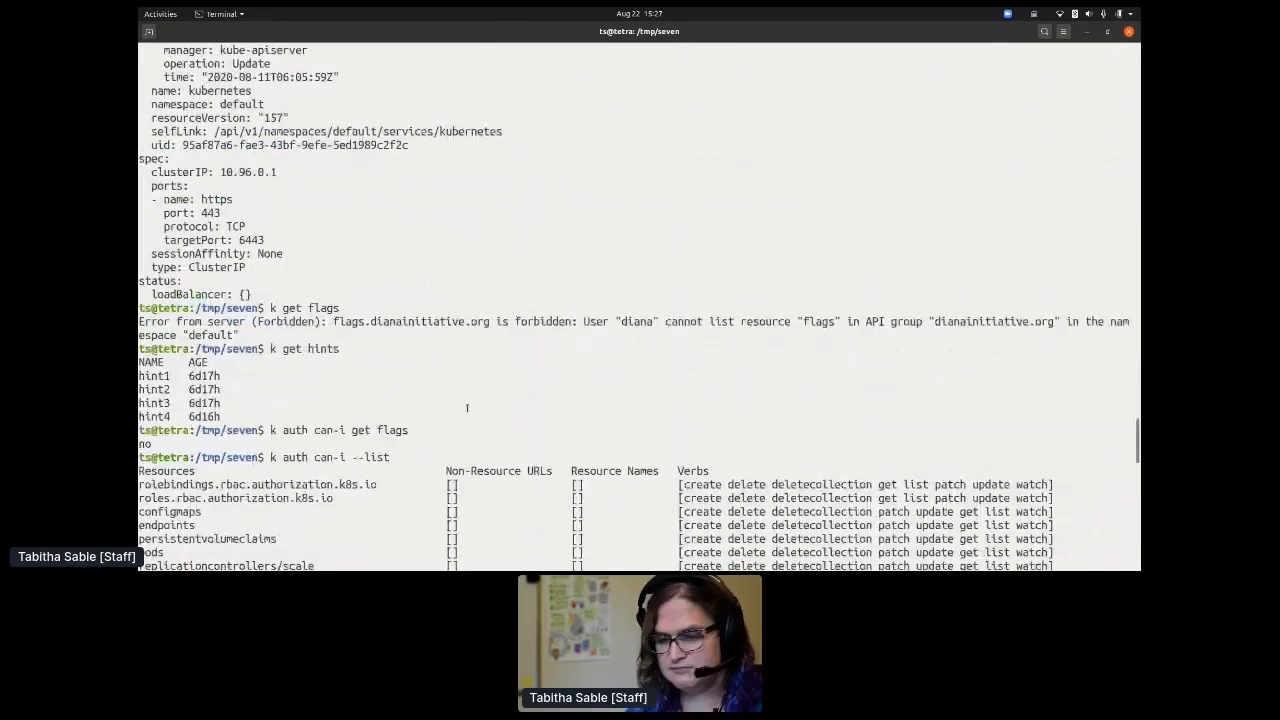 Activities
Terminal
Aug 22 15:27
ts@tetra: /tmp/seven
manager: kube-apiserver
operation: Update
time: "2020-08-11T06:05:59Z"
name: kubernetes
namespace: default
resourceVersion: "157"
selfLink: /api/v1/namespaces/default/services/kubernetes
uid: 95af87a6-fae3-43bf-9efe-5ed1989c2f2c
spec:
clusterIP: 10.96.0.1
ports:
- name: https
port: 443
protocol: TCP
targetPort: 6443
sessionAffinity: None
type: ClusterIP
status:
loadBalancer: {}
ts@tetra:/tmp/seven$ k get flags
Error from server (Forbidden): flags.dianainitiative.org is forbidden: User "diana" cannot list resource "flags" in API group "dianainitiative.org" in the nam
espace "default"
ts@tetra:/tmp/seven$ k get hints
NAME AGE
hint1 6d17h
hint2 6d17h
hint3 6d17h
hint4 6d16h
ts@tetra:/tmp/seven$ k auth can-i get flags
no
ts@tetra:/tmp/seven$ k auth can-i --list
Resources Non-Resource URLs Resource Names Verbs
rolebindings.rbac.authorization.k8s.io [] [] [create delete deletecollection get list patch update watch]
roles.rbac.authorization.k8s.io [] [] [create delete deletecollection get list patch update watch]
configmaps [] [] [create delete deletecollection patch update get list watch]
endpoints [] [] [create delete deletecollection patch update get list watch]
persistentvolumeclaims [] [] [create delete deletecollection patch update get list watch]
pods [] [] [create delete deletecollection patch update get list watch]
replicationcontrollers/scale [] [] [create delete deletecollection patch update get list watch]
Tabitha Sable [Staff]
Tabitha Sable [Staff]